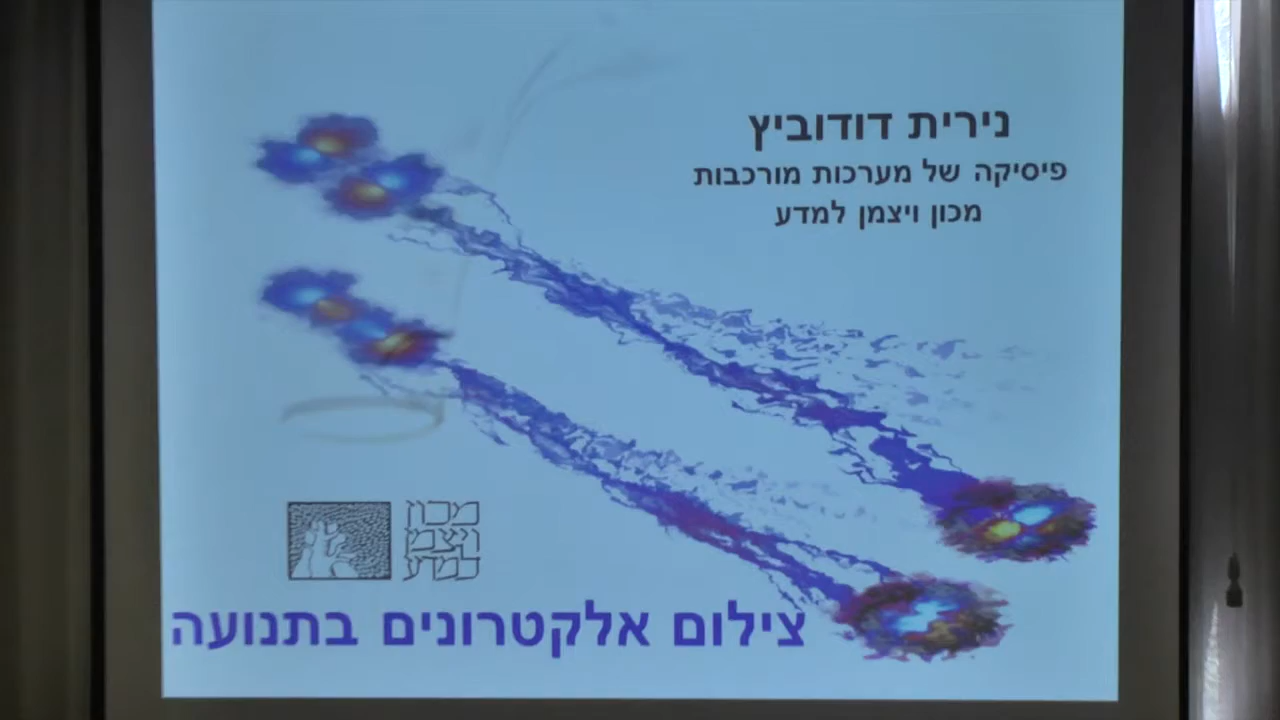 נירית דודוביץ
פיסיקה של מערכות מורכבות
מכון ויצמן למדע
מכון
ויצמן
למדע
צילום אלקטרונים בתנועה